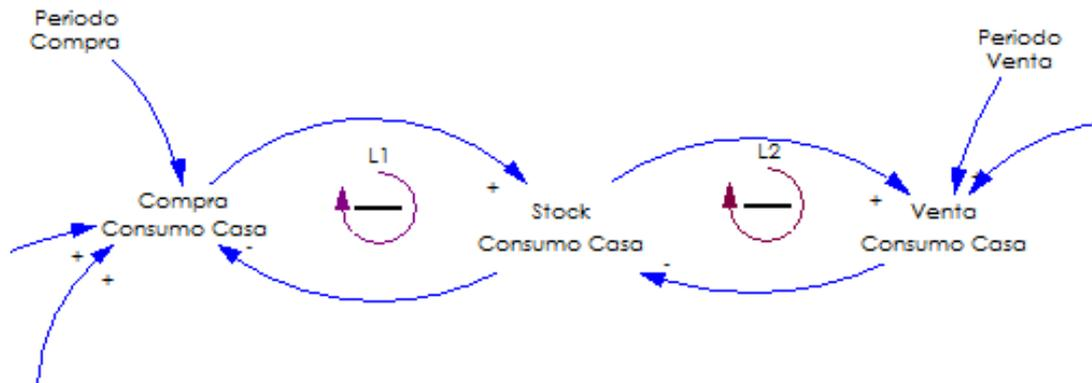 Periodo
Compra
Periodo
Venta
L1
L2
+
+
+
Compra
Consumo Casa
-
+
+
Stock
Consumo Casa
-
Venta
Consumo Casa